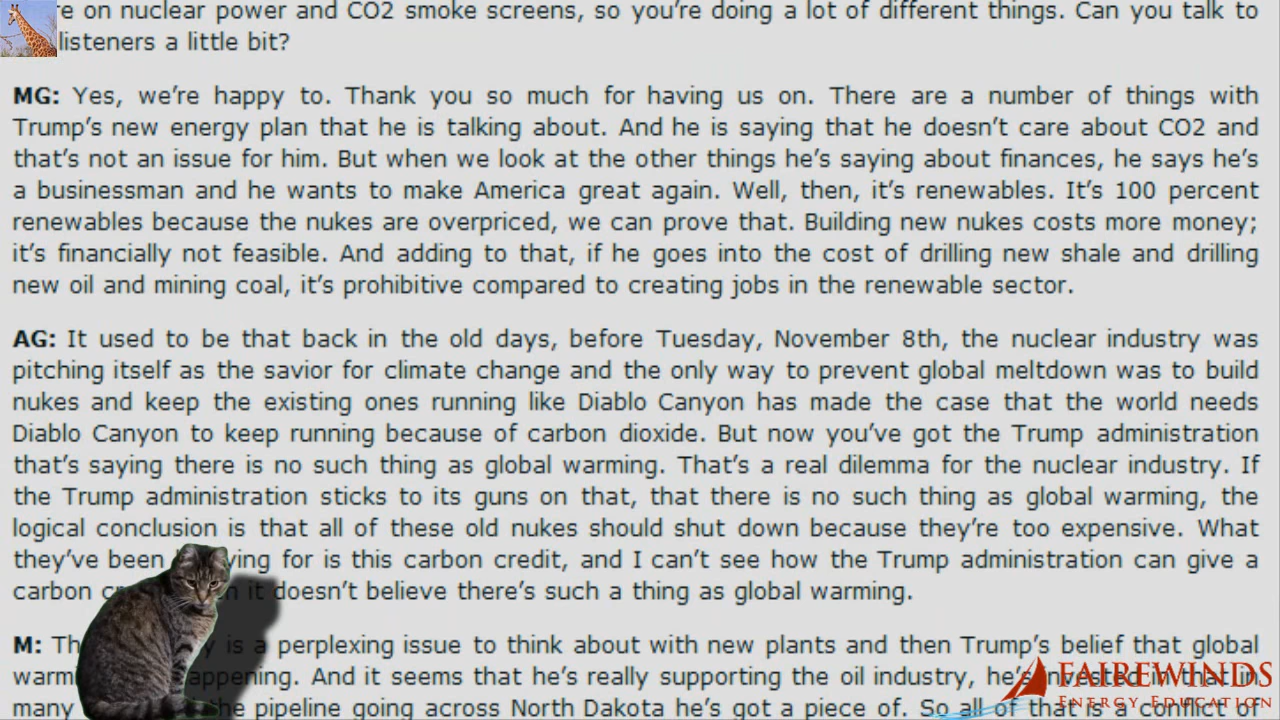 re on nuclear power and CO2 smoke screens, so you’re doing a lot of different things. Can you talk to
listeners a little bit?
MG: Yes, we’re happy to. Thank you so much for having us on. There are a number of things with
Trump’s new energy plan that he is talking about. And he is saying that he doesn’t care about CO2 and
that’s not an issue for him. But when we look at the other things he’s saying about finances, he says he’s
a businessman and he wants to make America great again. Well, then, it’s renewables. It’s 100 percent
renewables because the nukes are overpriced, we can prove that. Building new nukes costs more money;
it’s financially not feasible. And adding to that, if he goes into the cost of drilling new shale and drilling
new oil and mining coal, it’s prohibitive compared to creating jobs in the renewable sector.
AG: It used to be that back in the old days, before Tuesday, November 8th, the nuclear industry was
pitching itself as the savior for climate change and the only way to prevent global meltdown was to build
nukes and keep the existing ones running like Diablo Canyon has made the case that the world needs
Diablo Canyon to keep running because of carbon dioxide. But now you’ve got the Trump administration
that’s saying there is no such thing as global warming. That’s a real dilemma for the nuclear industry. If
the Trump administration sticks to its guns on that, that there is no such thing as global warming, the
logical conclusion is that all of these old nukes should shut down because they’re too expensive. What
they’ve been ying for is this carbon credit, and I can’t see how the Trump administration can give a
carbon it doesn’t believe there’s such a thing as global warming.
M: is a perplexing issue to think about with new plants and then Trump’s belief that global
warm appening. And it seems that he’s really supporting the oil industry, he’s invested in that in
many the pipeline going across North Dakota he’s got a piece of. So all of that is a conflict of
FAIREWINDS
ENERGY EDUCATION